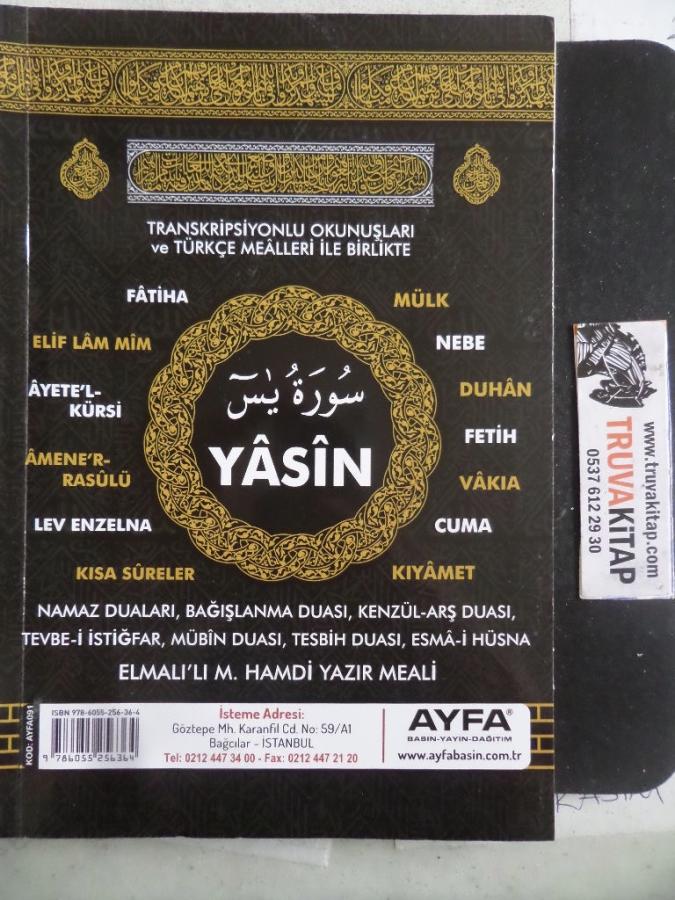 TRANSKRİPSİYONLU OKUNUŞLARI
ve TÜRKÇE MEÂLLERİ İLE BİRLİKTE
FÂTİHA
ELİF LÂM MÎM
ÂYETE'L-
KÜRSİ
ÂMENE'R-
RASÛLÜ
LEV ENZELNA
KISA SÛRELER
سُورَةُ يٰسٓ
YÂSÎN
MÜLK
NEBE
DUHÂN
FETİH
VÂKIA
CUMA
KIYÂMET
NAMAZ DUALARI, BAĞIŞLANMA DUASI, KENZÜL-ARŞ DUASI,
TEVBE-İ İSTİĞFAR, MÜBÎN DUASI, TESBİH DUASI, ESMÂ-İ HÜSNA
ELMALI'LI M. HAMDİ YAZIR MEALİ
KOD: AYFA091
ISBN 978-6055-256-36-4
9 786055 256364
İsteme Adresi:
Göztepe Mh. Karanfil Cd. No: 59/A1
Bağcılar - İSTANBUL
Tel: 0212 447 34 00 - Fax: 0212 447 21 20
AYFA®
BASIN-YAYIN-DAĞITIM
www.ayfabasin.com.tr
www.truvakitap.com
TRUVAKİTAP
0537 612 29 30